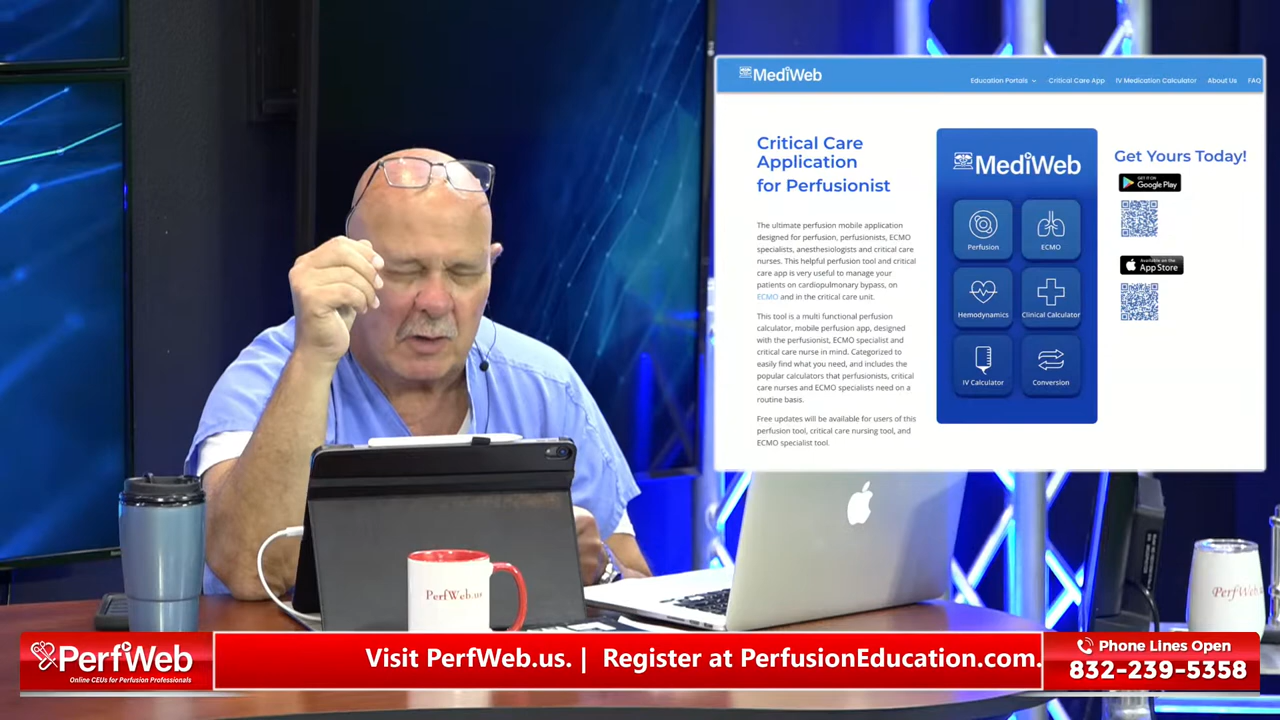 MediWeb
Education Portals
Critical Care App
IV Medication Calculator
About Us
FAQ
Critical Care
Application
for Perfusionist
The ultimate perfusion mobile application
designed for perfusion, perfusionists, ECMO
specialists, anesthesiologists and critical care
nurses. This helpful perfusion tool and critical
care app is very useful to manage your
patients on cardiopulmonary bypass, on
ECMO and in the critical care unit.
This tool is a multi functional perfusion
calculator, mobile perfusion app, designed
with the perfusionist, ECMO specialist and
critical care nurse in mind. Categorized to
easily find what you need, and includes the
popular calculators that perfusionists, critical
care nurses and ECMO specialists need on a
routine basis.
Free updates will be available for users of this
perfusion tool, critical care nursing tool, and
ECMO specialist tool.
MediWeb
Perfusion
ECMO
Hemodynamics
Clinical Calculator
IV Calculator
Conversion
Get Yours Today!
GET IT ON
Google Play
Available on the
App Store
PerfWeb.us
PerfWeb
PerfWeb
Online CEUs for Perfusion Professionals
Visit PerfWeb.us. | Register at PerfusionEducation.com.
Phone Lines Open
832-239-5358